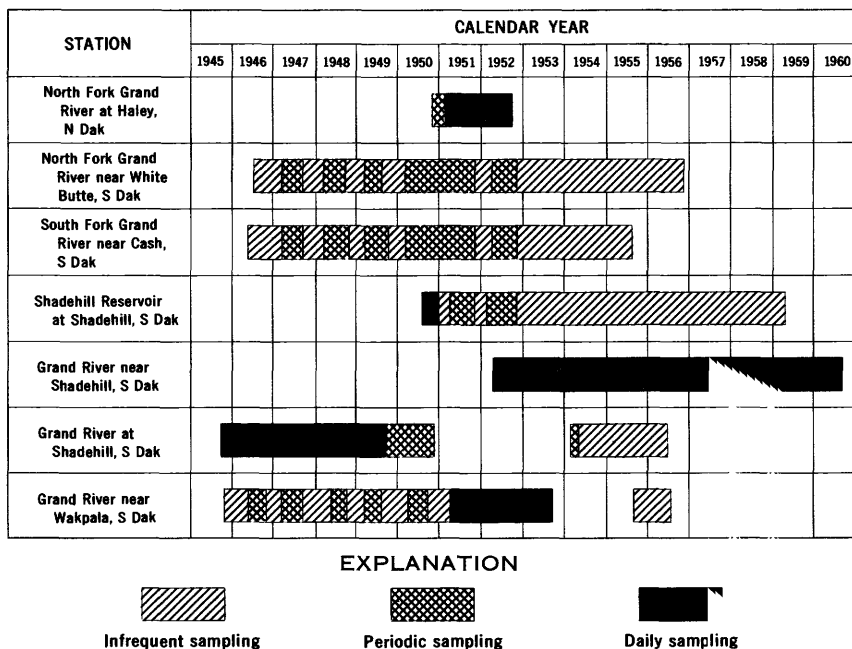 STATION
CALENDAR YEAR
1945 1946 1947 1948 1949 1950 1951 1952 1953 1954 1955 1956 1957 1958 1959 1960
North Fork Grand
River at Haley,
N Dak
North Fork Grand
River near White
Butte, S Dak
South Fork Grand
River near Cash,
S Dak
Shadehill Reservoir
at Shadehill, S Dak
Grand River near
Shadehill, S Dak
Grand River at
Shadehill, S Dak
Grand River near
Wakpala, S Dak
EXPLANATION
Infrequent sampling
Periodic sampling
Daily sampling